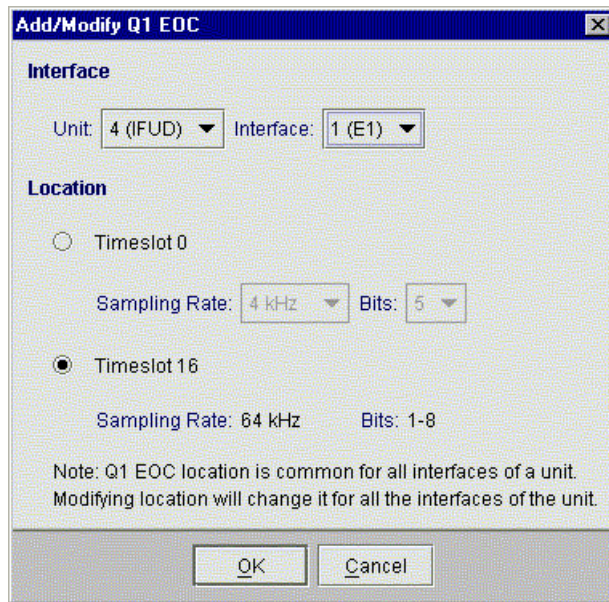 Add/Modify Q1 EOC
Interface
Unit: 4 (IFUD) Interface: 1 (E1)
Location
Timeslot 0
Sampling Rate: 4 kHz Bits: 5
Timeslot 16
Sampling Rate: 64 kHz Bits: 1-8
Note: Q1 EOC location is common for all interfaces of a unit.
Modifying location will change it for all the interfaces of the unit.
OK Cancel